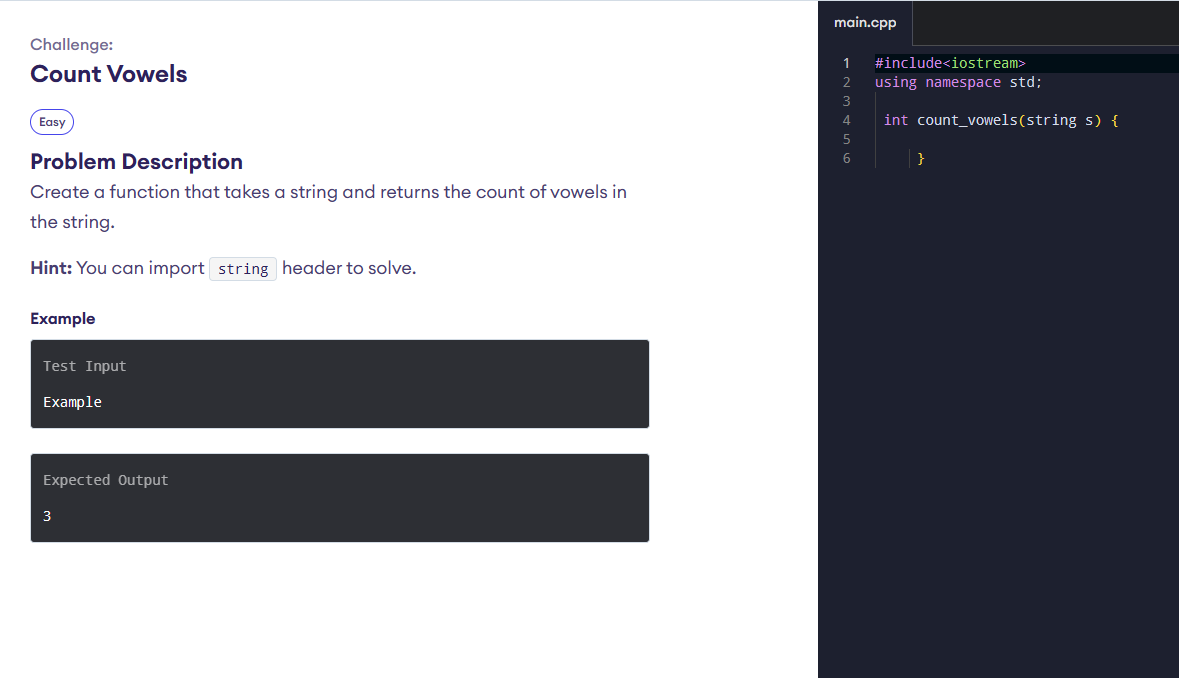 Challenge:
Count Vowels
Easy
Problem Description
Create a function that takes a string and returns the count of vowels in
the string.
Hint: You can import string header to solve.
Example
Test Input
Example
Expected Output
3
main.cpp
1 #include<iostream>
2 using namespace std;
3
4 int count_vowels(string s) {
5
6 }